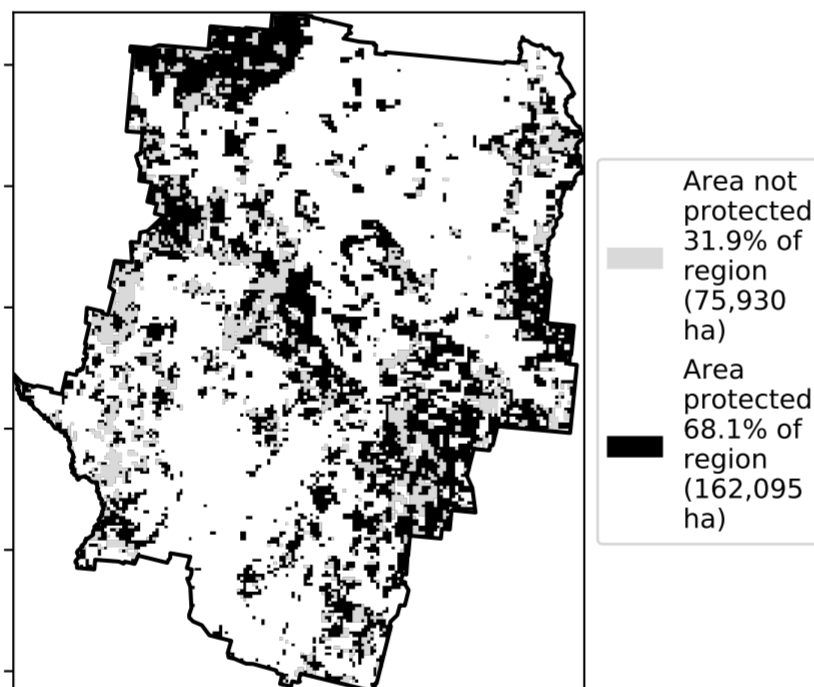 Area not
protected
31.9% of
region
(75,930
ha)
Area
protected
68.1% of
region
(162,095
ha)